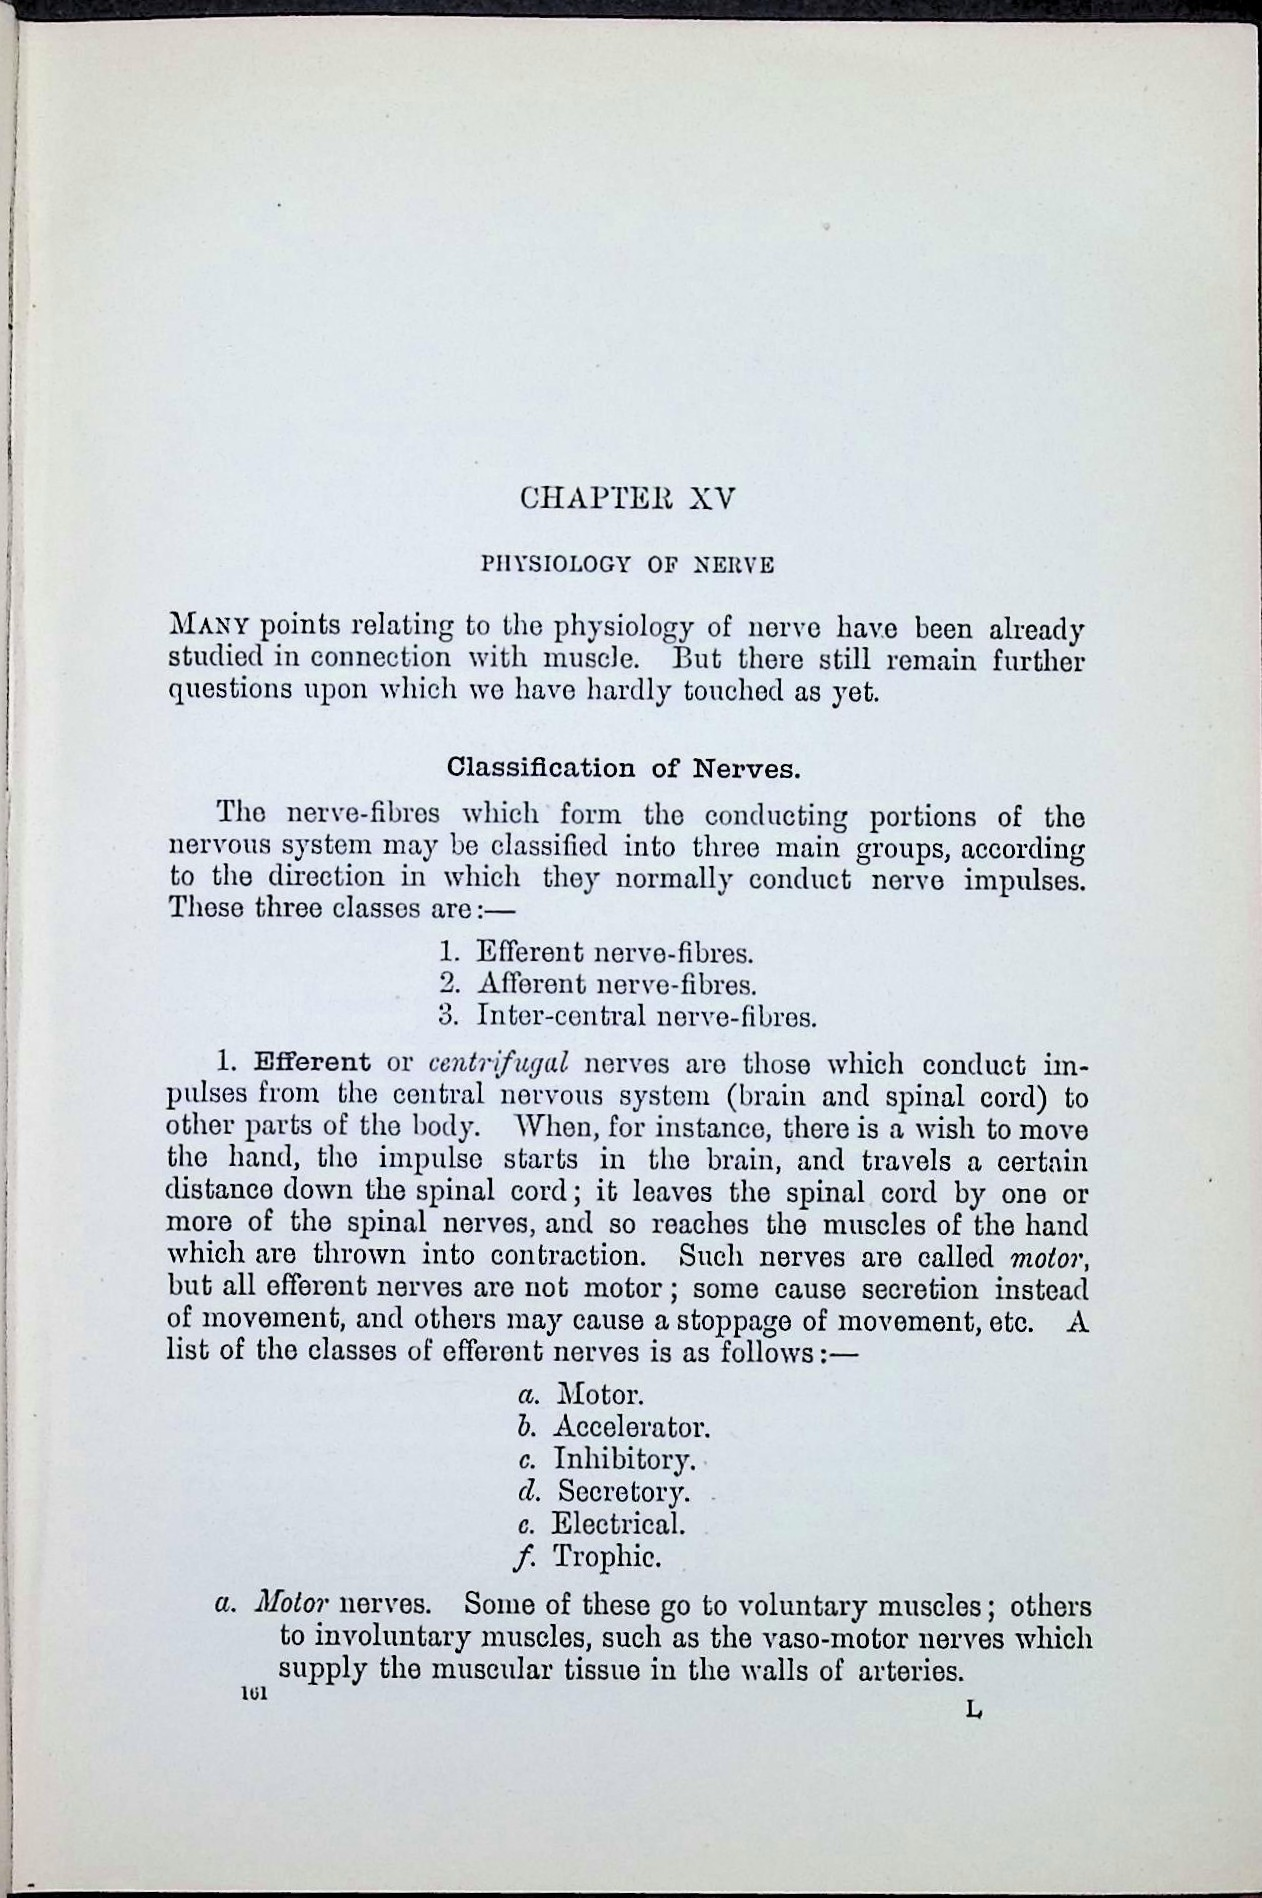 CHAPTER XV
PHYSIOLOGY OF NERVE
MANY points relating to the physiology of nerve have been already
studied in connection with muscle. But there still remain further
questions upon which we have hardly touched as yet.
Classification of Nerves.
The nerve-fibres which form the conducting portions of the
nervous system may be classified into three main groups, according
to the direction in which they normally conduct nerve impulses.
These three classes are:—
1. Efferent nerve-fibres.
2. Afferent nerve-fibres.
3. Inter-central nerve-fibres.
1. Efferent or centrifugal nerves are those which conduct im-
pulses from the central nervous system (brain and spinal cord) to
other parts of the body. When, for instance, there is a wish to move
the hand, the impulse starts in the brain, and travels a certain
distance down the spinal cord; it leaves the spinal cord by one or
more of the spinal nerves, and so reaches the muscles of the hand
which are thrown into contraction. Such nerves are called motor,
but all efferent nerves are not motor; some cause secretion instead
of movement, and others may cause a stoppage of movement, etc. A
list of the classes of efferent nerves is as follows:—
a. Motor.
b. Accelerator.
c. Inhibitory.
d. Secretory.
e. Electrical.
f. Trophic.
a. Motor nerves. Some of these go to voluntary muscles; others
to involuntary muscles, such as the vaso-motor nerves which
supply the muscular tissue in the walls of arteries.
161
L